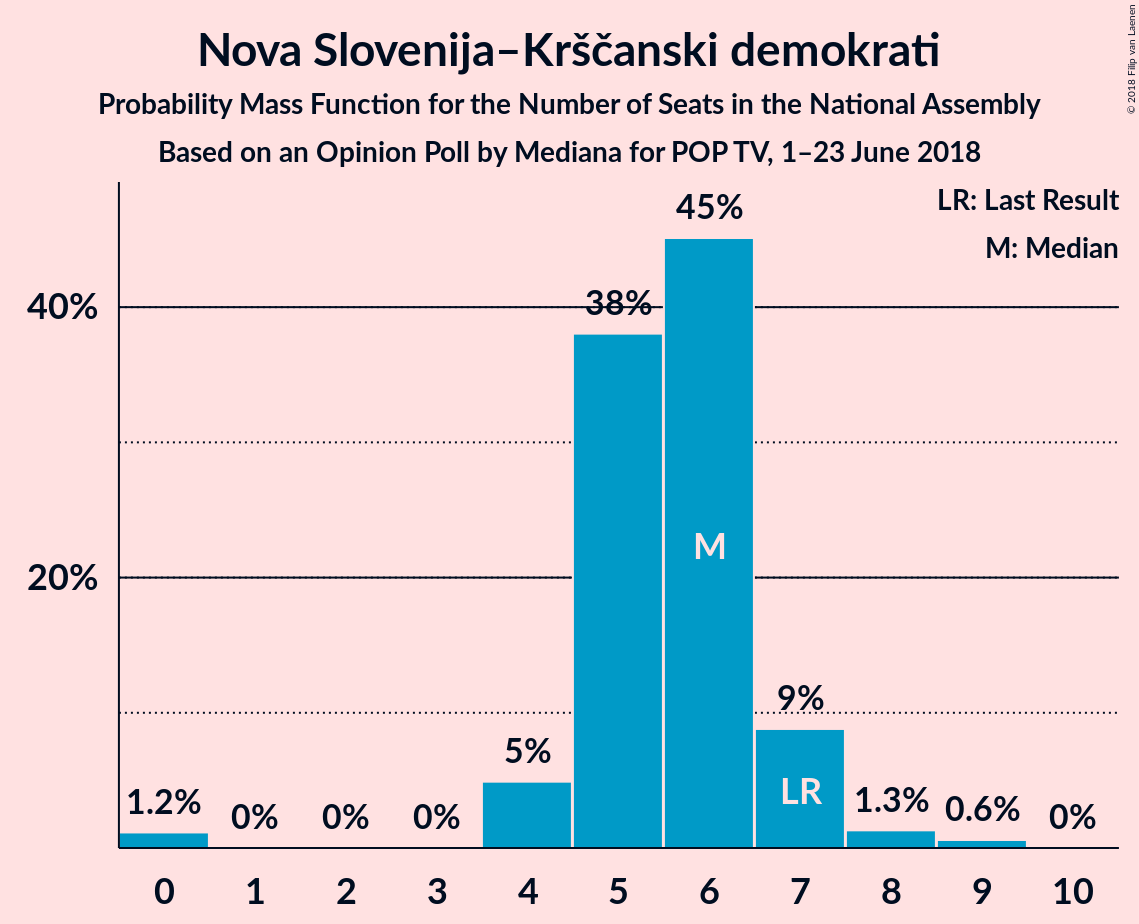 Nova Slovenija–Krščanski demokrati
Probability Mass Function for the Number of Seats in the National Assembly
Based on an Opinion Poll by Mediana for POP TV, 1–23 June 2018
© 2018 Filip van Laenen
LR: Last Result
M: Median
45%
40%
38%
M
20%
9%
5%
LR
1.2%
0%
0%
0%
1.3%
0.6%
0%
0 1 2 3 4 5 6 7 8 9 10